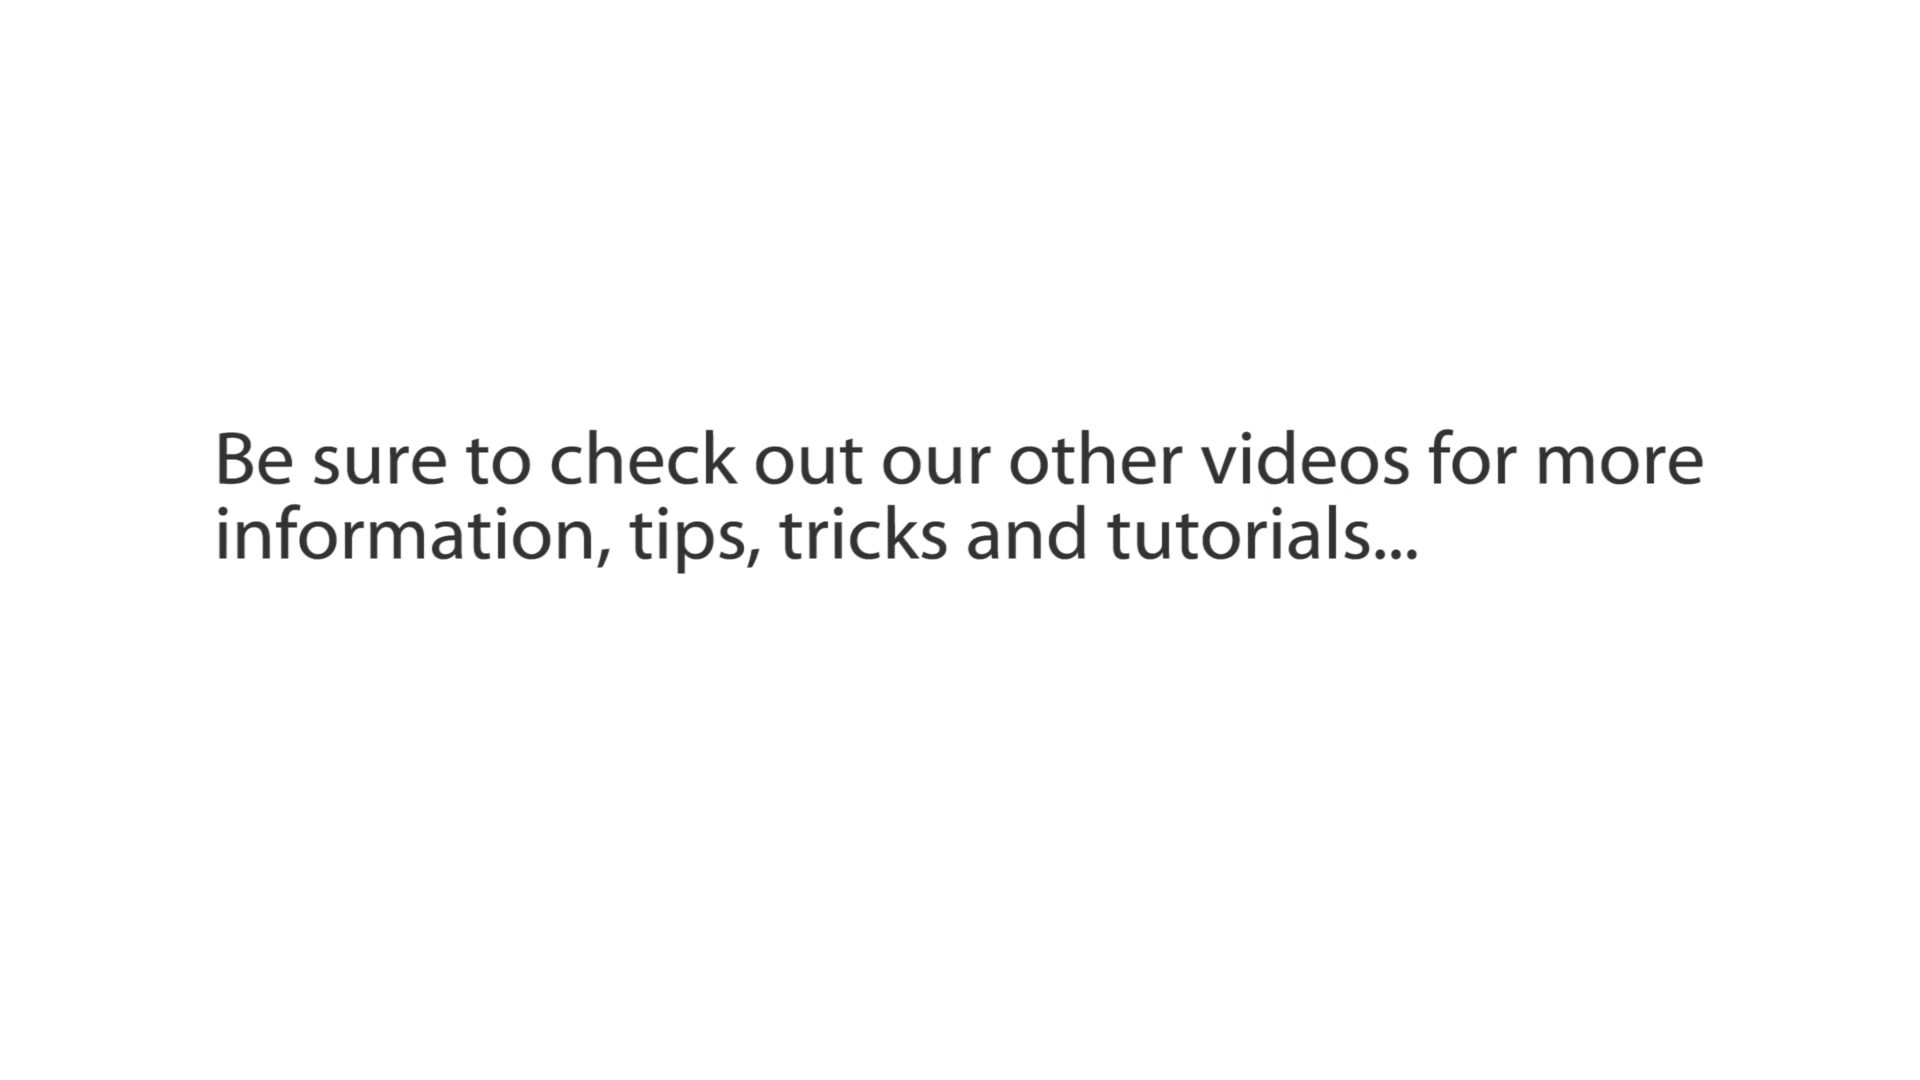 Be sure to check out our other videos for more
information, tips, tricks and tutorials...